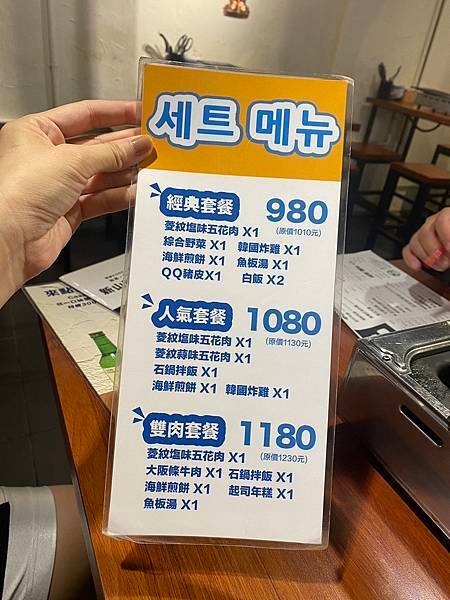 세트 메뉴
經典套餐 980
(原價1010元)
菱紋塩味五花肉 X1
綜合野菜 X1 韓國炸雞 X1
海鮮煎餅 X1 魚板湯 X1
QQ豬皮X1 白飯 X2
人氣套餐 1080
(原價1130元)
菱紋塩味五花肉 X1
菱紋蒜味五花肉 X1
石鍋拌飯 X1
海鮮煎餅 X1 韓國炸雞 X1
雙肉套餐 1180
(原價1230元)
菱紋塩味五花肉 X1
大阪條牛肉 X1 石鍋拌飯 X1
海鮮煎餅 X1 起司年糕 X1
魚板湯 X1